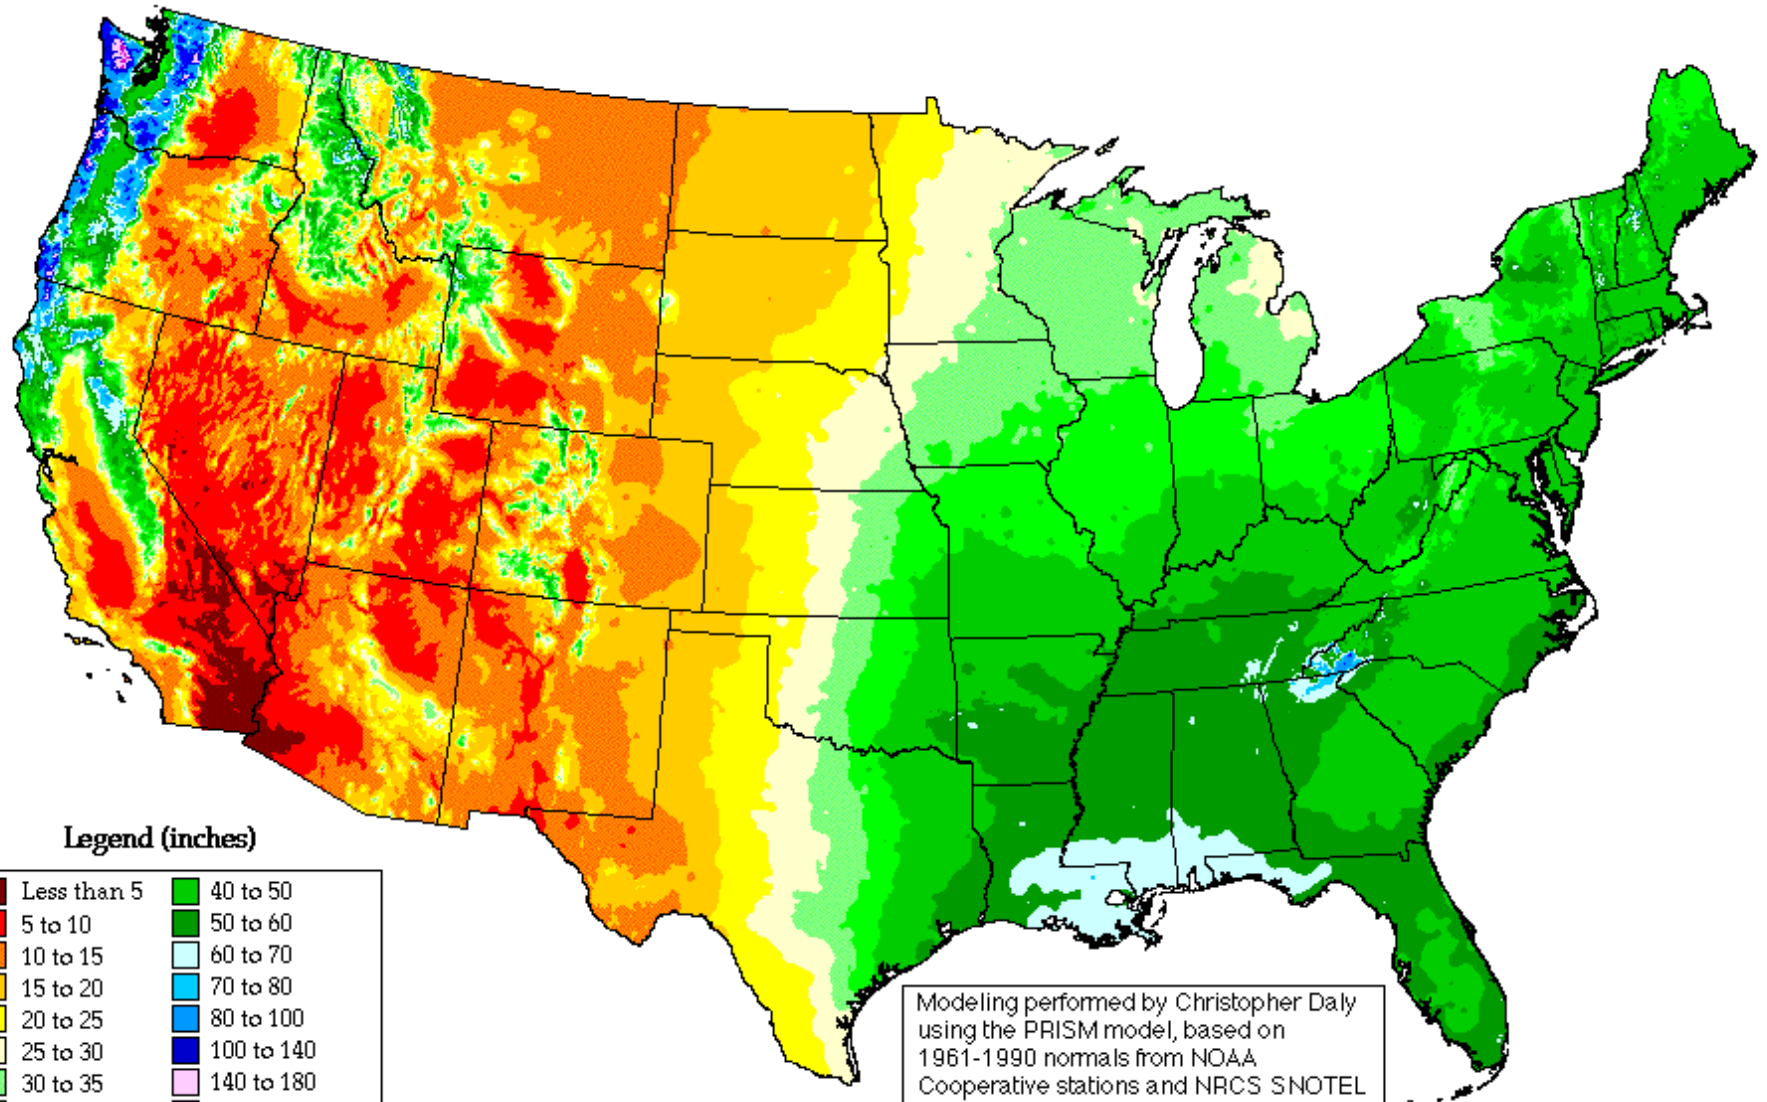 Legend (inches)
Less than 5
5 to 10
10 to 15
15 to 20
20 to 25
25 to 30
30 to 35
40 to 50
50 to 60
60 to 70
70 to 80
80 to 100
100 to 140
140 to 180
Modeling performed by Christopher Daly
using the PRISM model, based on
1961-1990 normals from NOAA
Cooperative stations and NRCS SNOTEL